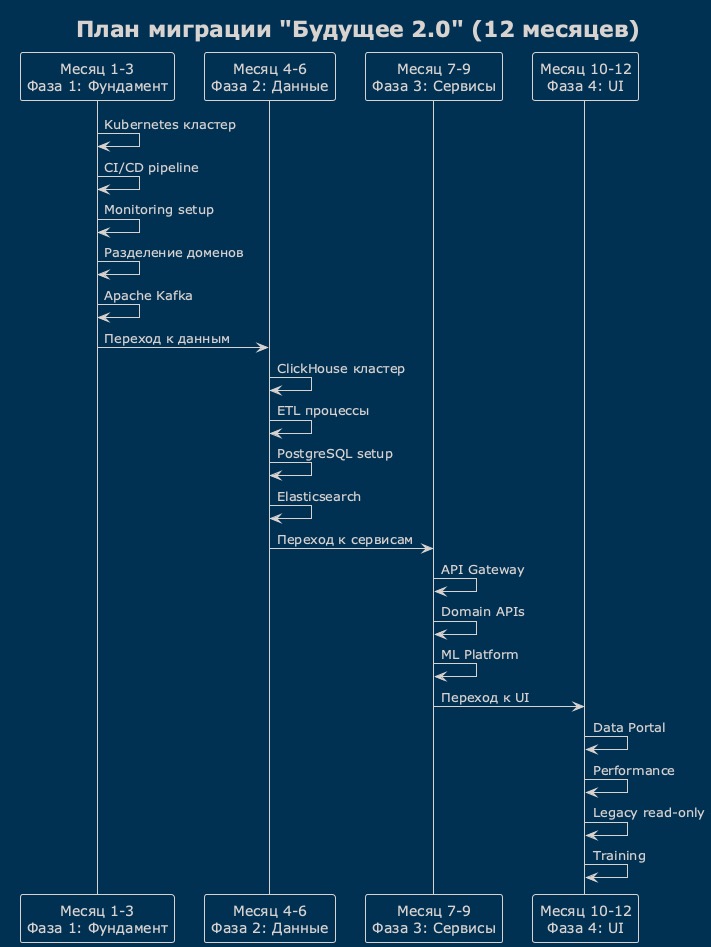 План миграции "Будущее 2.0" (12 месяцев)
Месяц 1-3
Фаза 1: Фундамент
Месяц 4-6
Фаза 2: Данные
Месяц 7-9
Фаза 3: Сервисы
Месяц 10-12
Фаза 4: UI
Kubernetes кластер
CI/CD pipeline
Monitoring setup
Разделение доменов
Apache Kafka
Переход к данным
ClickHouse кластер
ETL процессы
PostgreSQL setup
Elasticsearch
Переход к сервисам
API Gateway
Domain APIs
ML Platform
Переход к UI
Data Portal
Performance
Legacy read-only
Training
Месяц 1-3
Фаза 1: Фундамент
Месяц 4-6
Фаза 2: Данные
Месяц 7-9
Фаза 3: Сервисы
Месяц 10-12
Фаза 4: UI